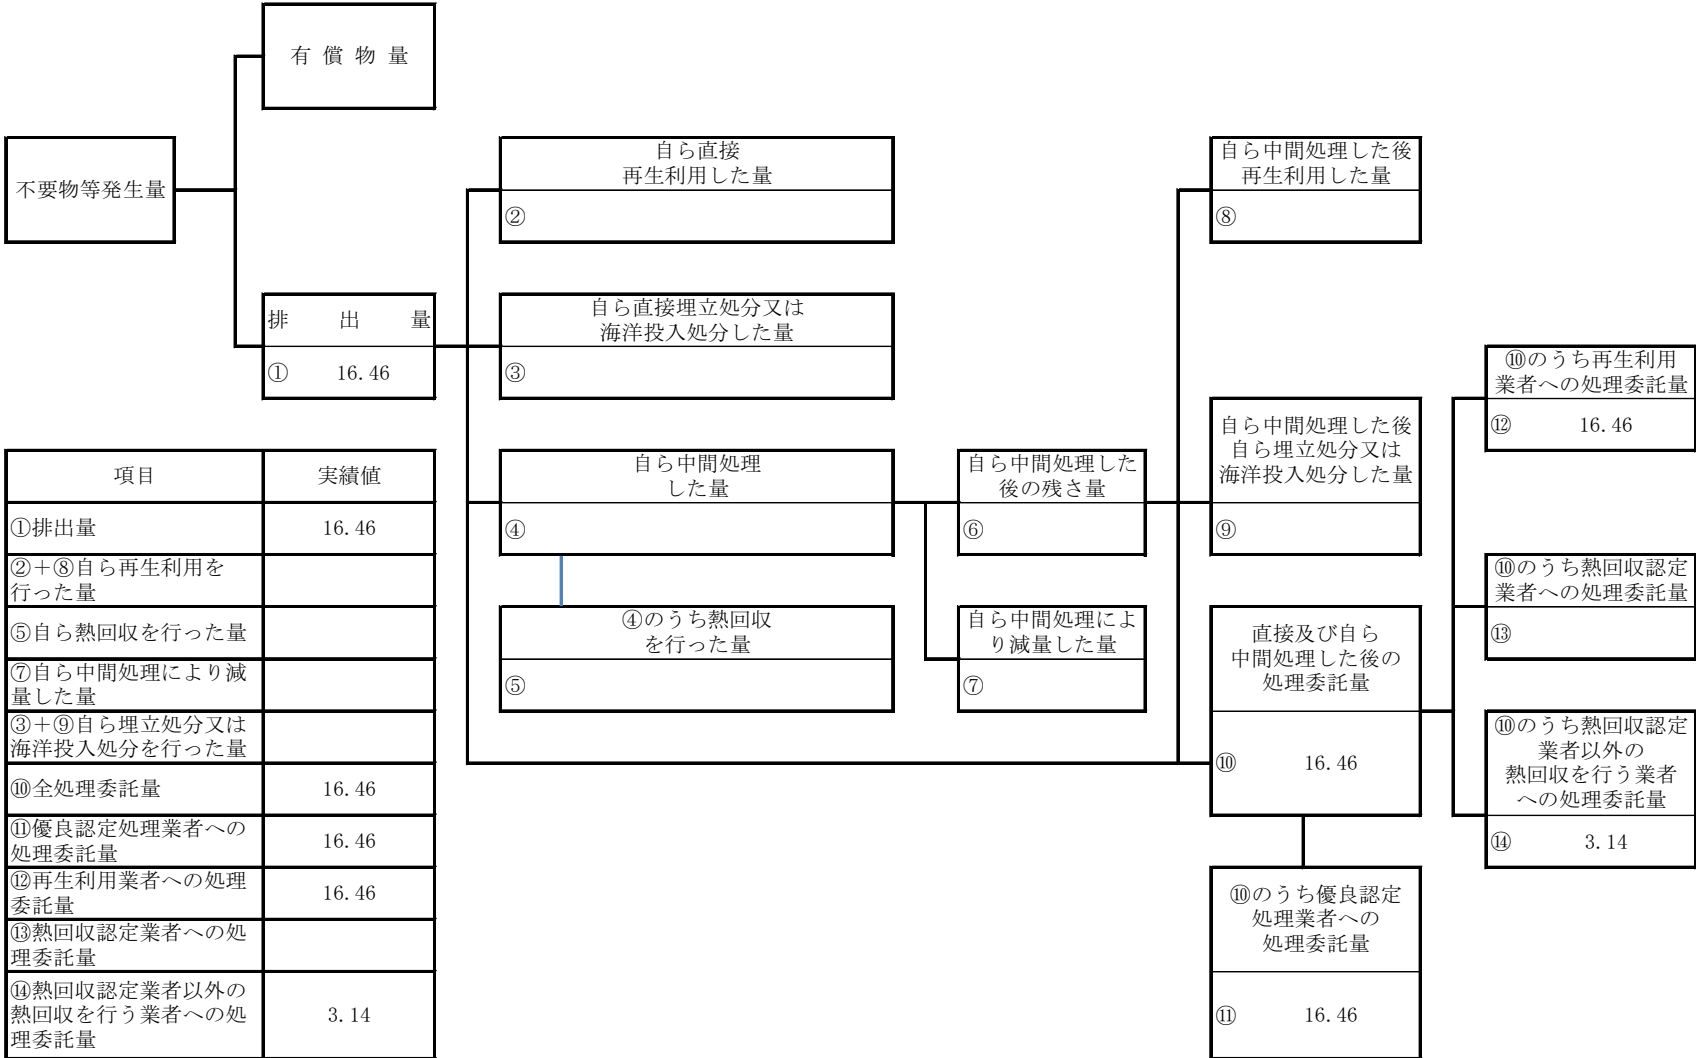 有 償 物 量
不要物等発生量
自ら直接
再生利用した量
②
自ら中間処理した後
再生利用した量
⑧
排 出 量
① 16.46
自ら直接埋立処分又は
海洋投入処分した量
③
⑩のうち再生利用
業者への処理委託量
⑫ 16.46
自ら中間処理した後
自ら埋立処分又は
海洋投入処分した量
⑨
自ら中間処理
した量
④
自ら中間処理した
後の残さ量
⑥
⑩のうち熱回収認定
業者への処理委託量
⑬
④のうち熱回収
を行った量
⑤
自ら中間処理によ
り減量した量
⑦
直接及び自ら
中間処理した後の
処理委託量
⑩ 16.46
⑩のうち熱回収認定
業者以外の
熱回収を行う業者
への処理委託量
⑭ 3.14
⑩のうち優良認定
処理業者への
処理委託量
⑪ 16.46
項目 実績値
①排出量 16.46
②＋⑧自ら再生利用を
行った量
⑤自ら熱回収を行った量
⑦自ら中間処理により減
量した量
③＋⑨自ら埋立処分又は
海洋投入処分を行った量
⑩全処理委託量 16.46
⑪優良認定処理業者への
処理委託量 16.46
⑫再生利用業者への処理
委託量 16.46
⑬熱回収認定業者への処
理委託量
⑭熱回収認定業者以外の
熱回収を行う業者への処 3.14
理委託量